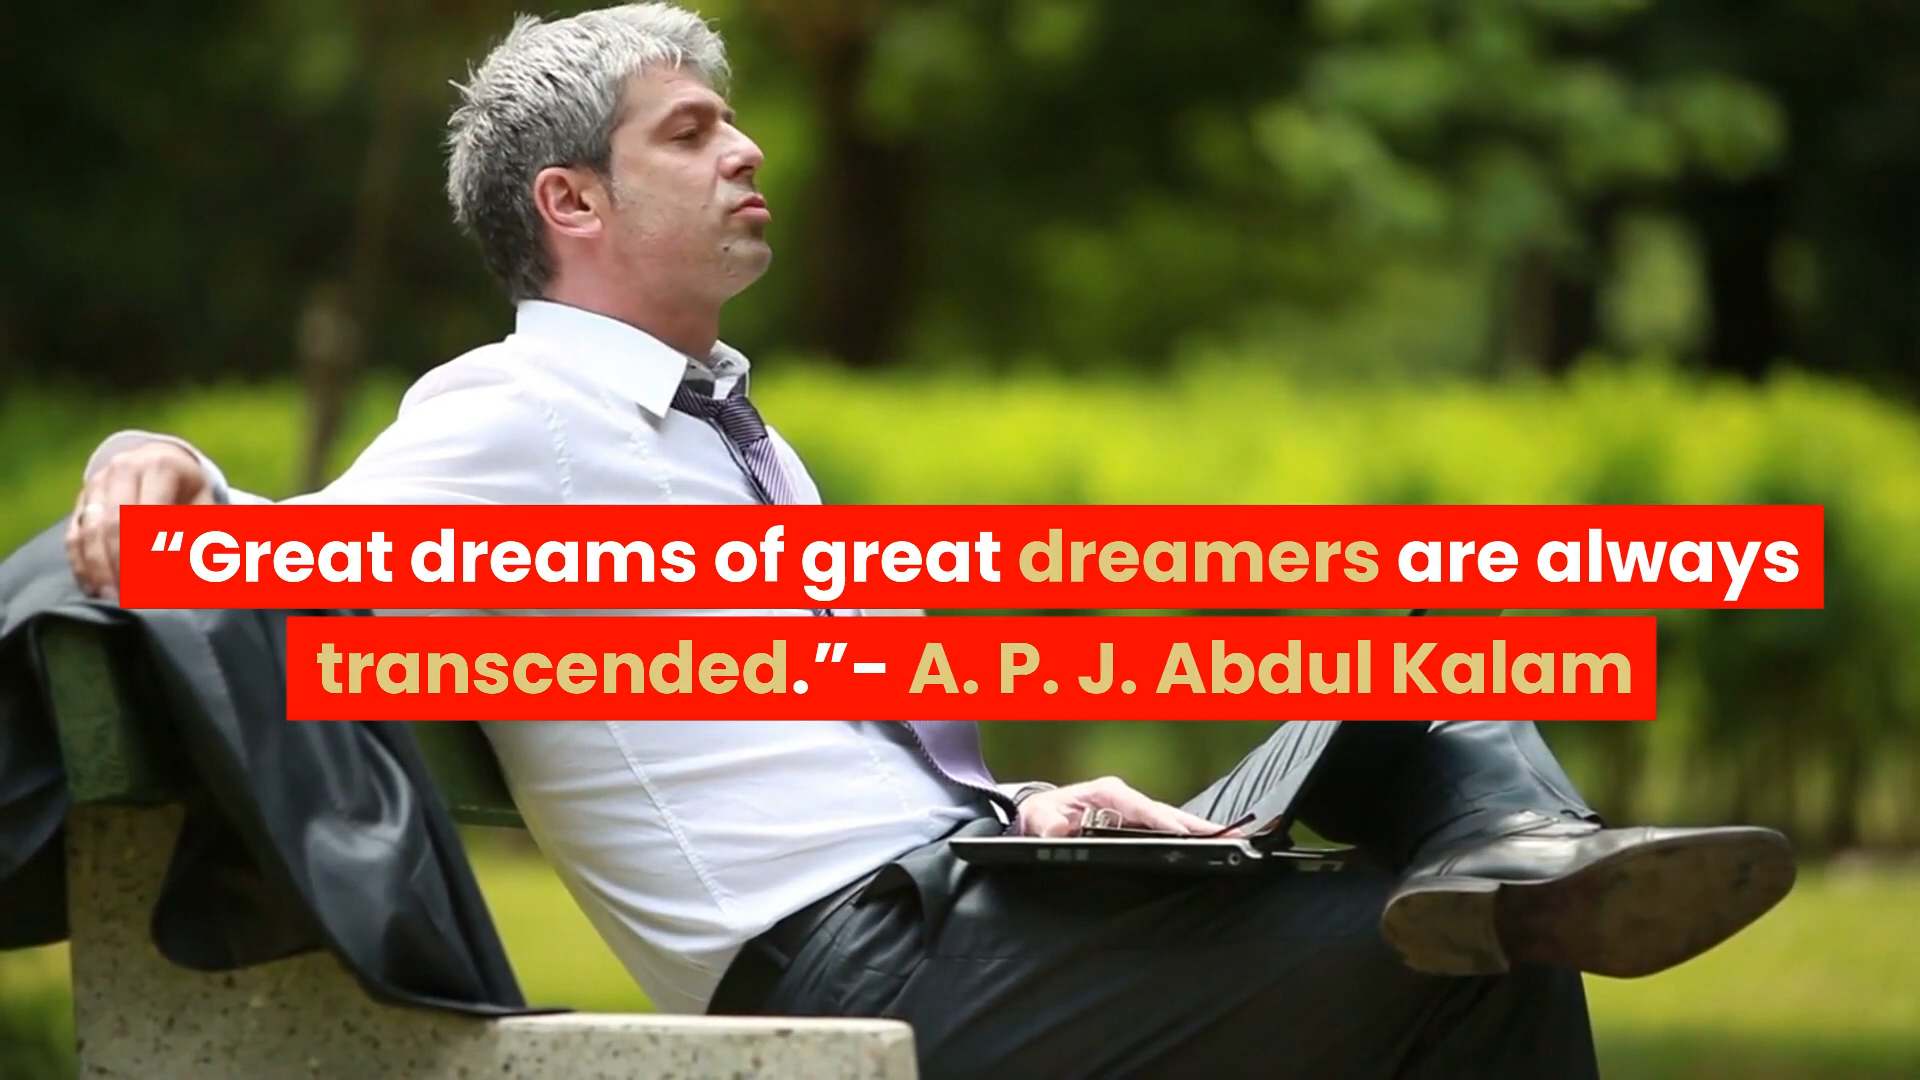 “Great dreams of great dreamers are always
transcended.”– A. P. J. Abdul Kalam